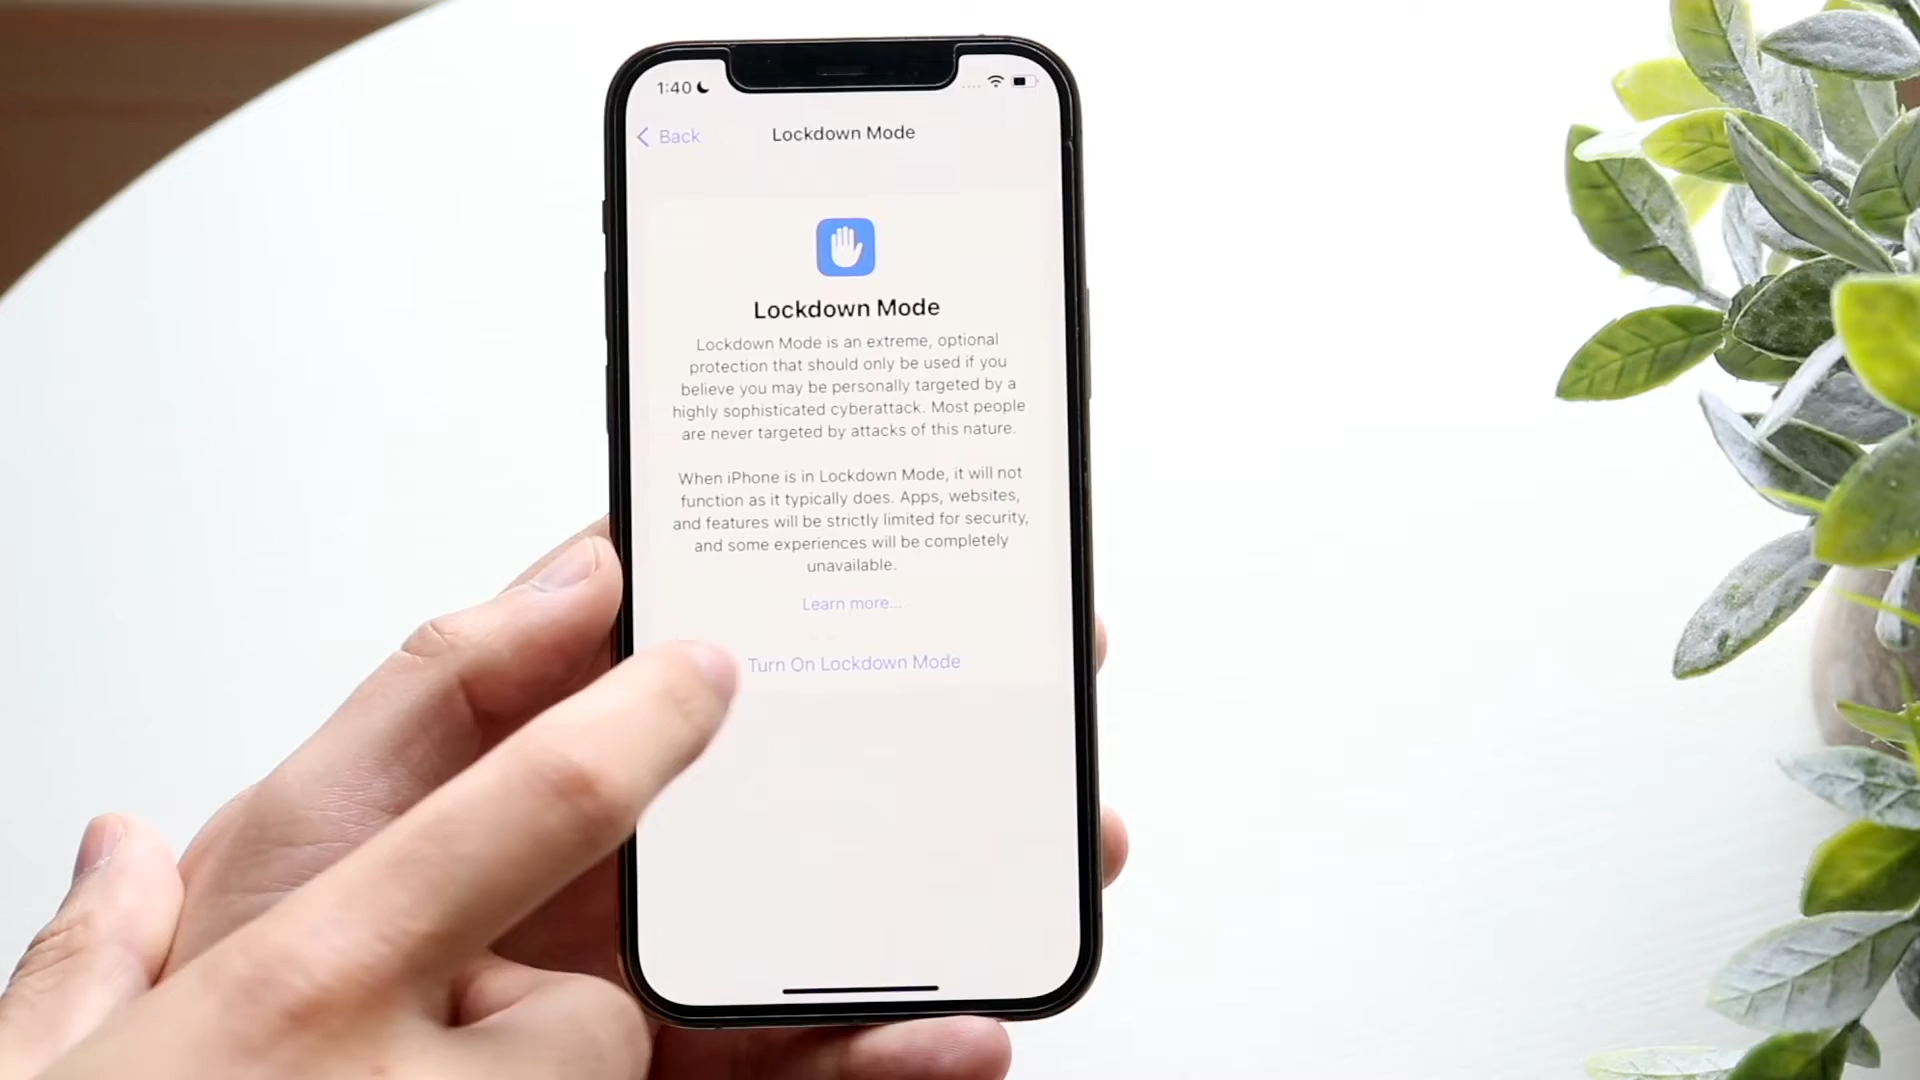 1:40
Back
Lockdown Mode
Lockdown Mode
Lockdown Mode is an extreme, optional
protection that should only be used if you
believe you may be personally targeted by a
highly sophisticated cyberattack. Most people
are never targeted by attacks of this nature.
When iPhone is in Lockdown Mode, it will not
function as it typically does. Apps, websites,
and features will be strictly limited for security,
and some experiences will be completely
unavailable.
Learn more...
Turn On Lockdown Mode